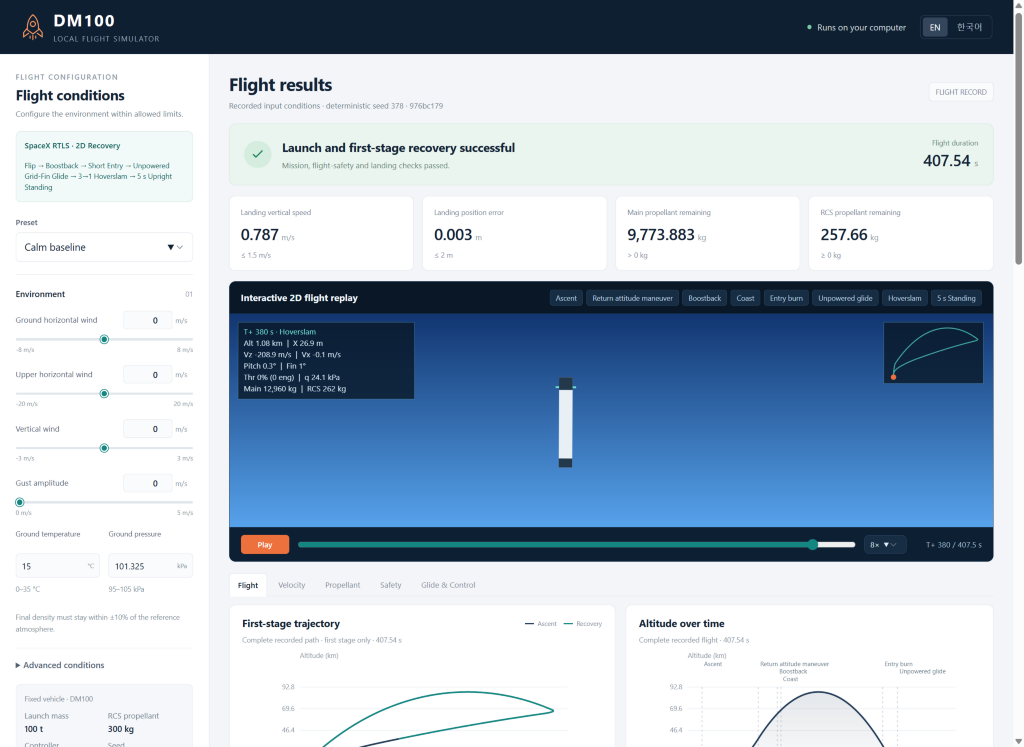 DM100
LOCAL FLIGHT SIMULATOR
Runs on your computer
EN 한국어
FLIGHT CONFIGURATION
Flight conditions
Configure the environment within allowed limits.
SpaceX RTLS · 2D Recovery
Flip → Boostback → Short Entry → Unpowered
Grid-Fin Glide → 3→1 Hoverslam → 5 s Upright
Standing
Preset
Calm baseline
Environment 01
Ground horizontal wind 0 m/s
-8 m/s 8 m/s
Upper horizontal wind 0 m/s
-20 m/s 20 m/s
Vertical wind 0 m/s
-3 m/s 3 m/s
Gust amplitude 0 m/s
0 m/s 5 m/s
Ground temperature Ground pressure
15 °C 101.325 kPa
0–35 °C 95–105 kPa
Final density must stay within ±10% of the reference
atmosphere.
Advanced conditions
Fixed vehicle · DM100
Launch mass RCS propellant
100 t 300 kg
Controller Seed
Flight results
Recorded input conditions · deterministic seed 378 · 976bc179
FLIGHT RECORD
Launch and first-stage recovery successful
Mission, flight-safety and landing checks passed.
Flight duration
407.54 s
Landing vertical speed
0.787 m/s
≤ 1.5 m/s
Landing position error
0.003 m
≤ 2 m
Main propellant remaining
9,773.883 kg
> 0 kg
RCS propellant remaining
257.66 kg
≥ 0 kg
Interactive 2D flight replay
Ascent Return attitude maneuver Boostback Coast Entry burn Unpowered glide Hoverslam 5 s Standing
T+ 380 s · Hoverslam
Alt 1.08 km | X 26.9 m
Vz -208.9 m/s | Vx -0.1 m/s
Pitch 0.3° | Fin 1°
Thr 0% (0 eng) | q 24.1 kPa
Main 12,960 kg | RCS 262 kg
Play 8× T+ 380 / 407.5 s
Flight Velocity Propellant Safety Glide & Control
First-stage trajectory
Ascent Recovery
Complete recorded path · first stage only · 407.54 s
Altitude (km)
92.8
69.6
46.4
Altitude over time
Complete recorded flight · 407.54 s
Altitude (km)
Ascent Return attitude maneuver Entry burn
Boostback Unpowered glide
Coast
92.8
69.6
46.4